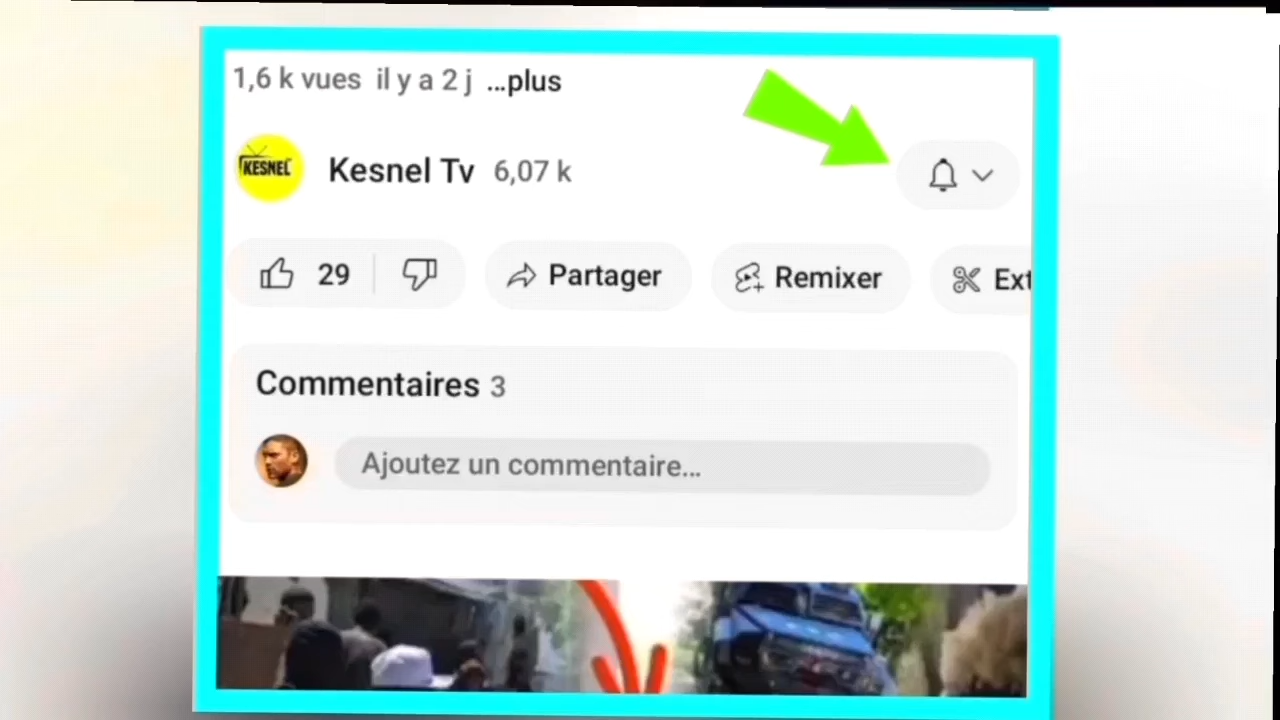 1,6 k vues il y a 2 j ...plus
KESNEL
Kesnel Tv 6,07 k
29
Partager
Remixer
Ext
Commentaires 3
Ajoutez un commentaire...